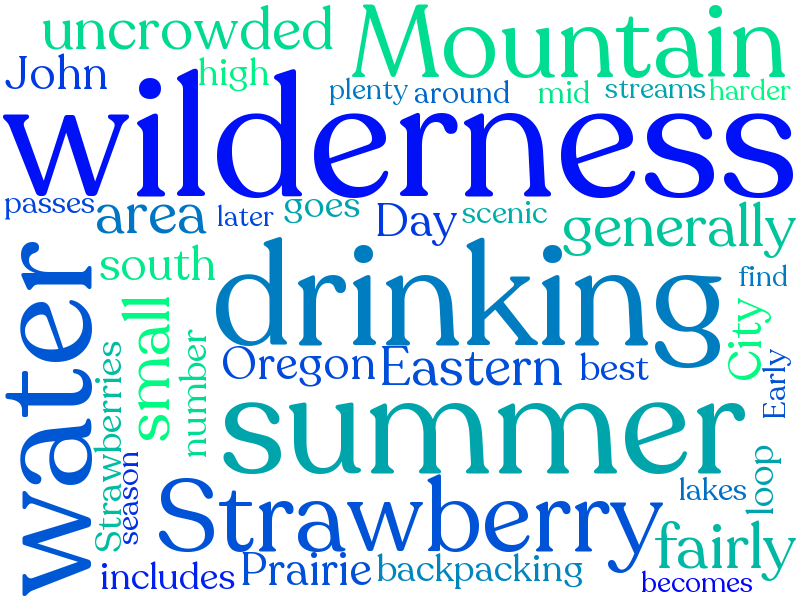 uncrowded
Mountain
John
high
plenty
around
mid
streams
harder
wilderness
passes
area
later
goes
Day
scenic
generally
south
drinking
find
water
small
number
Strawberries
season
Oregon
Eastern
best
City
Early
summer
Strawberry
lakes
loop
fairly
includes
Prairie
backpacking
becomes